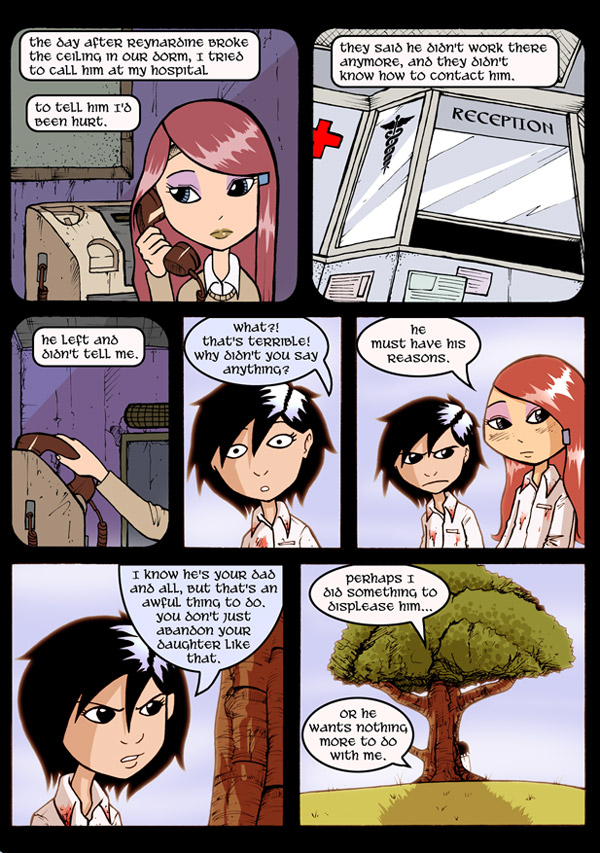 the day after Reynardine broke
the ceiling in our dorm, I tried
to call him at my hospital
to tell him I'd
been hurt.
they said he didn't work there
anymore, and they didn't
know how to contact him.
RECEPTION
he left and
didn't tell me.
what?!
that's terrible!
why didn't you say
anything?
he
must have his
reasons.
I know he's your dad
and all, but that's an
awful thing to do.
you don't just
abandon your
daughter like
that.
perhaps I
did something to
displease him...
or he
wants nothing
more to do
with me.